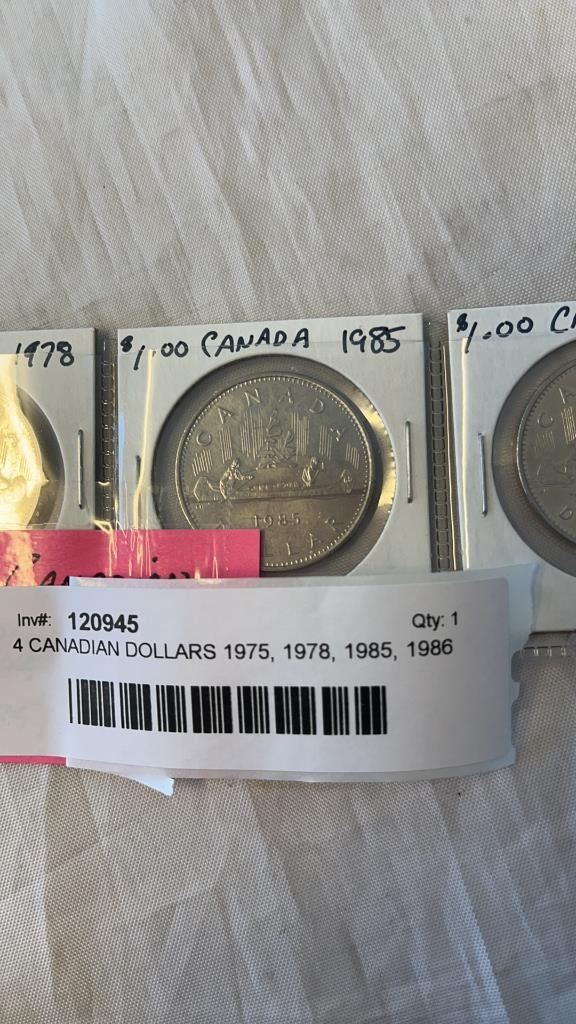 1978
$1.00 CANADA 1985
$1.00
CANADA
1985
DOLLAR
Inv#: 120945 Qty: 1
4 CANADIAN DOLLARS 1975, 1978, 1985, 1986